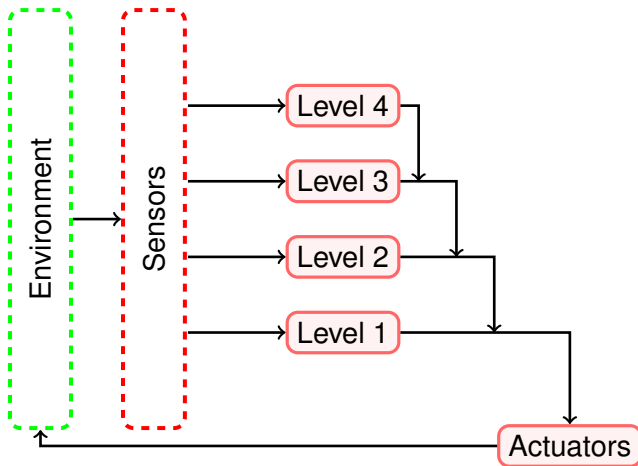 Environment
Sensors
Level 4
Level 3
Level 2
Level 1
Actuators